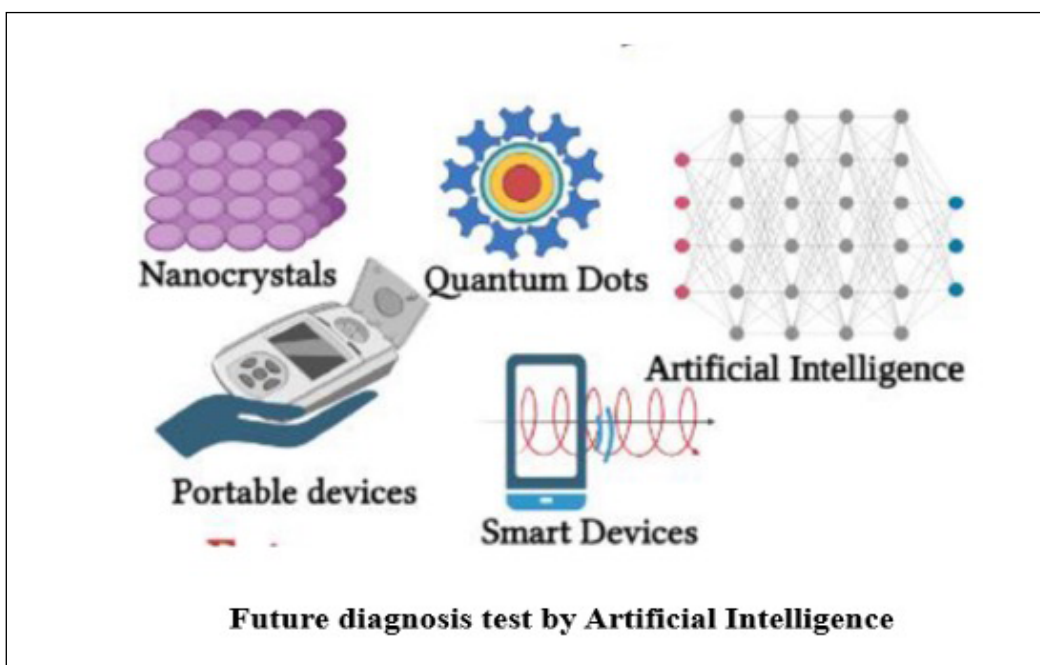 Nanocrystals
Quantum Dots
Artificial Intelligence
Portable devices
Smart Devices
Future diagnosis test by Artificial Intelligence